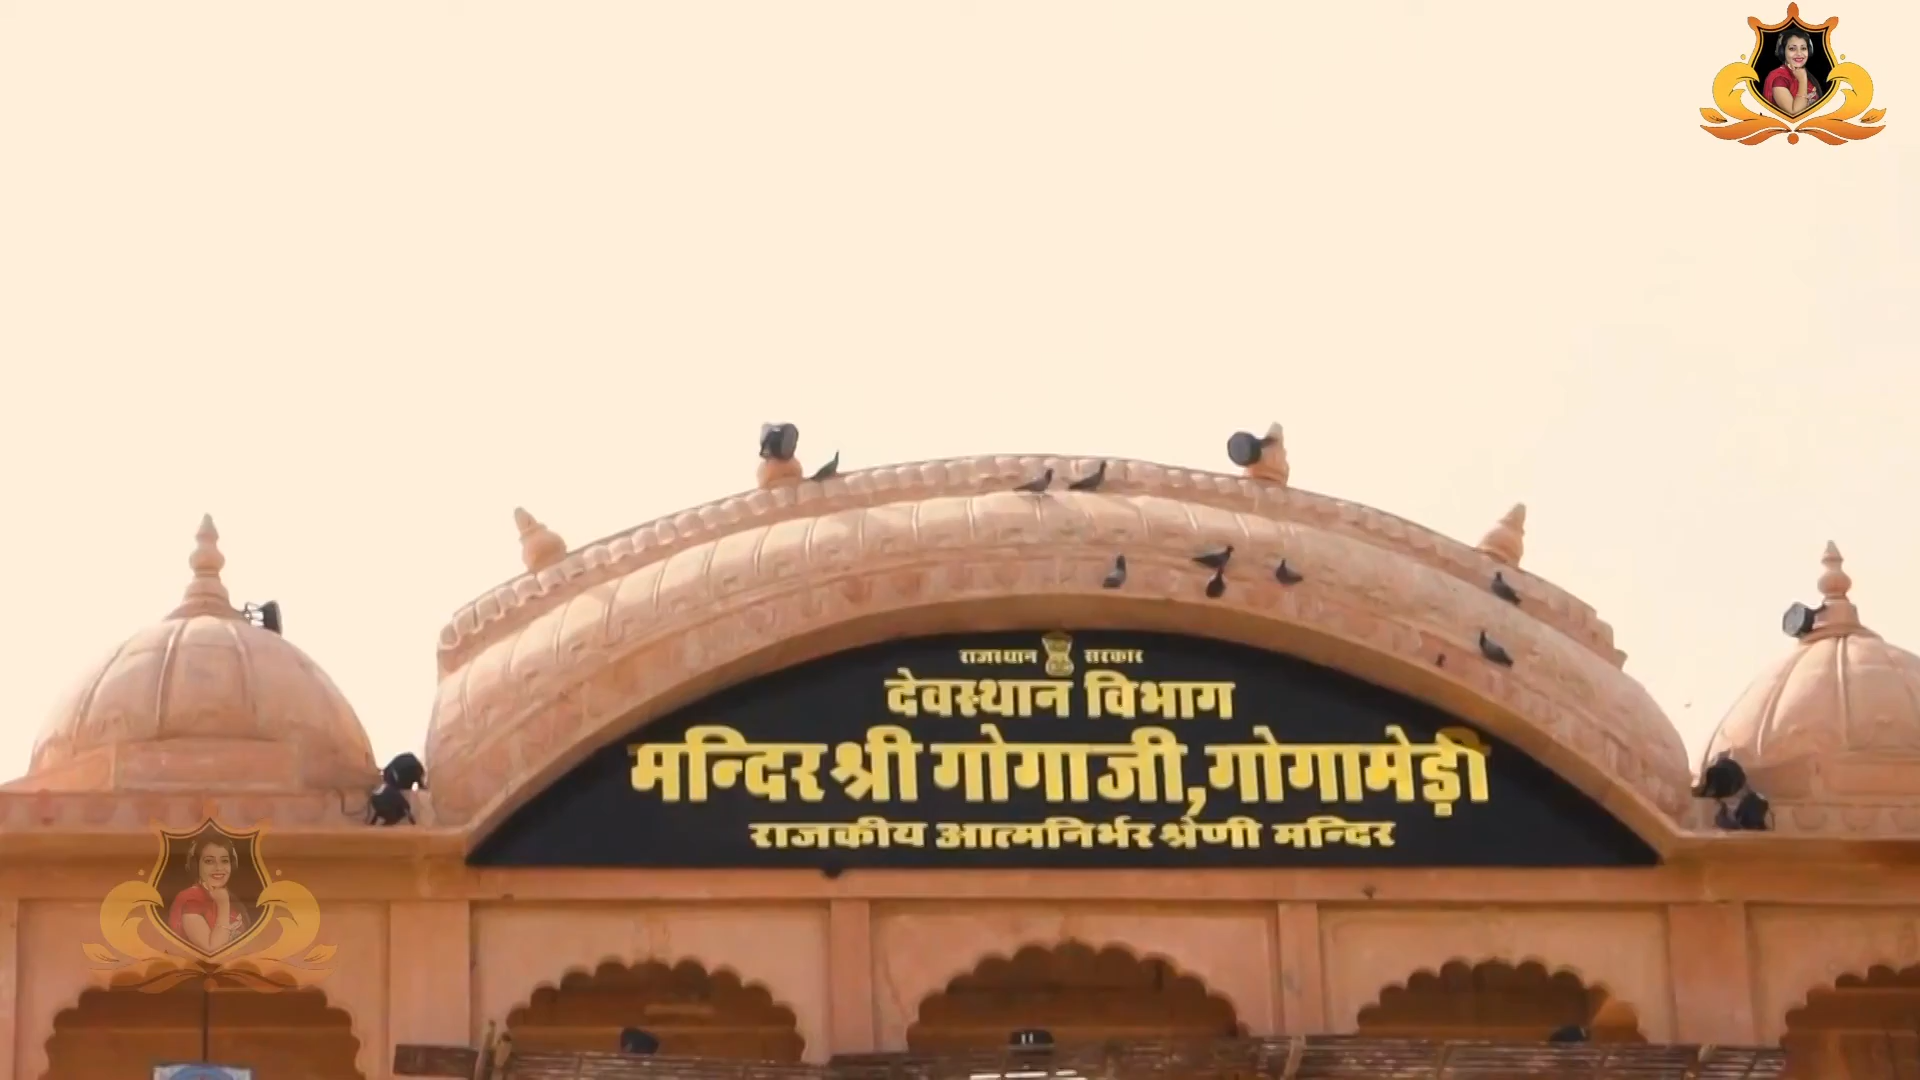 राजस्थान सरकार
देवस्थान विभाग
मन्दिर श्री गोगाजी, गोगामेड़ी
राजकीय आत्मनिर्भर श्रेणी मन्दिर